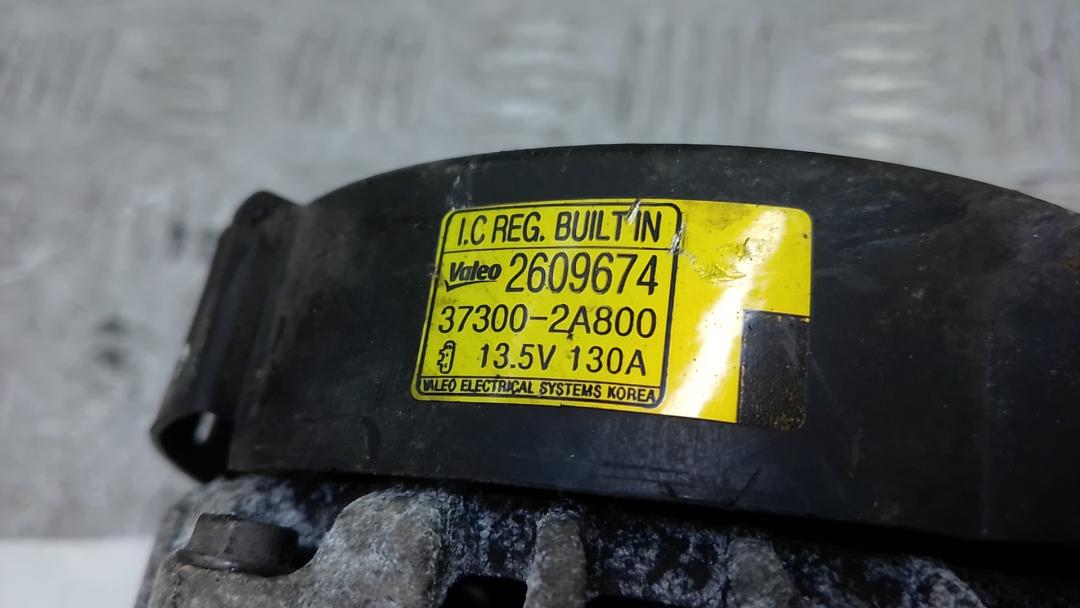 I.C REG. BUILT IN
Valeo 2609674
37300-2A800
13.5V 130A
VALEO ELECTRICAL SYSTEMS KOREA